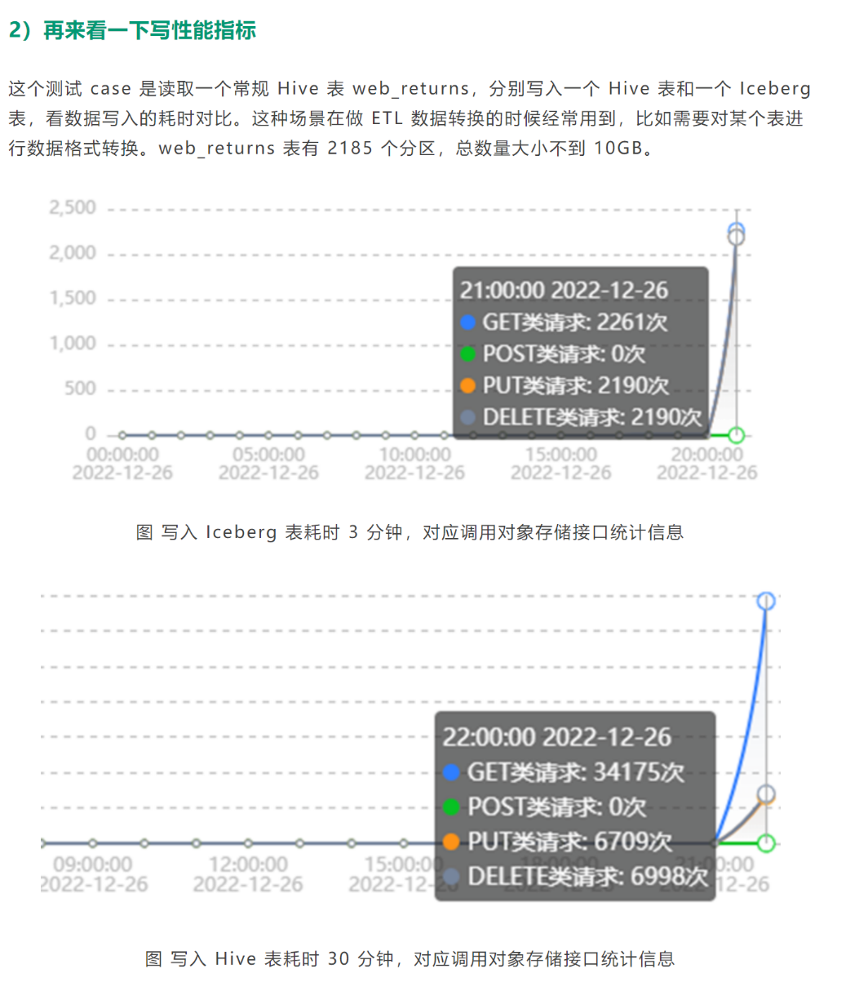 2）再来看一下写性能指标
这个测试 case 是读取一个常规 Hive 表 web_returns，分别写入一个 Hive 表和一个 Iceberg
表，看数据写入的耗时对比。这种场景在做 ETL 数据转换的时候经常用到，比如需要对某个表进
行数据格式转换。web_returns 表有 2185 个分区，总数量大小不到 10GB。
2,500
2,000
1,500
1,000
500
0
21:00:00 2022-12-26
GET类请求: 2261次
POST类请求: 0次
PUT类请求: 2190次
DELETE类请求: 2190次
00:00:00 05:00:00 10:00:00 15:00:00 20:00:00
2022-12-26 2022-12-26 2022-12-26 2022-12-26 2022-12-26
图 写入 Iceberg 表耗时 3 分钟，对应调用对象存储接口统计信息
22:00:00 2022-12-26
GET类请求: 34175次
POST类请求: 0次
PUT类请求: 6709次
DELETE类请求: 6998次
09:00:00 12:00:00 15:00:00 18:00:00 21:00:00
2022-12-26 2022-12-26 2022-12-26 2022-12-26
图 写入 Hive 表耗时 30 分钟，对应调用对象存储接口统计信息